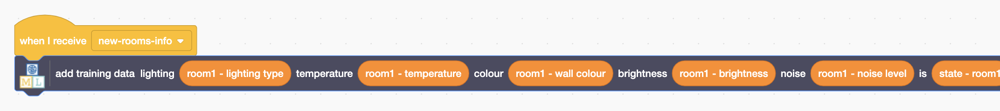 when I receive new-rooms-info
ML add training data lighting room1 - lighting type temperature room1 - temperature colour room1 - wall colour brightness room1 - brightness noise room1 - noise level is state - room1